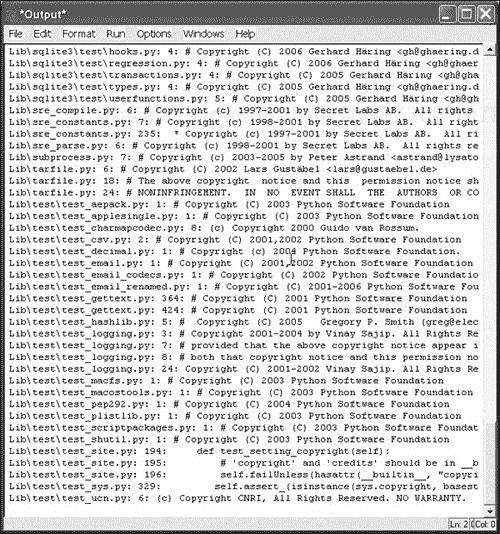 *Output*
File Edit Format Run Options Windows Help
Lib\sqlite3\test\hooks.py: 4: # Copyright (C) 2006 Gerhard Häring <gh@ghaering.d
Lib\sqlite3\test\regression.py: 4: # Copyright (C) 2006 Gerhard Häring <gh@ghaer
Lib\sqlite3\test\transactions.py: 4: # Copyright (C) 2005 Gerhard Häring <gh@gha
Lib\sqlite3\test\types.py: 4: # Copyright (C) 2005 Gerhard Häring <gh@ghaering.d
Lib\sqlite3\test\userfunctions.py: 5: # Copyright (C) 2005 Gerhard Häring <gh@gh
Lib\sre_compile.py: 6: # Copyright (c) 1997-2001 by Secret Labs AB. All rights
Lib\sre_constants.py: 7: # Copyright (c) 1998-2001 by Secret Labs AB. All right
Lib\sre_constants.py: 235: * Copyright (c) 1997-2001 by Secret Labs AB. All r
Lib\sre_parse.py: 6: # Copyright (c) 1998-2001 by Secret Labs AB. All rights re
Lib\subprocess.py: 7: # Copyright (c) 2003-2005 by Peter Astrand <astrand@lysato
Lib\tarfile.py: 6: # Copyright (C) 2002 Lars Gustäbel <lars@gustaebel.de>
Lib\tarfile.py: 18: # The above copyright notice and this permission notice sh
Lib\tarfile.py: 24: # NONINFRINGEMENT. IN NO EVENT SHALL THE AUTHORS OR CO
Lib\test\test_aepack.py: 1: # Copyright (C) 2003 Python Software Foundation
Lib\test\test_applesingle.py: 1: # Copyright (C) 2003 Python Software Foundation
Lib\test\test_charmapcodec.py: 8: (c) Copyright 2000 Guido van Rossum.
Lib\test\test_csv.py: 2: # Copyright (C) 2001,2002 Python Software Foundation
Lib\test\test_decimal.py: 1: # Copyright (c) 2004 Python Software Foundation.
Lib\test\test_email.py: 1: # Copyright (C) 2001,2002 Python Software Foundation
Lib\test\test_email_codecs.py: 1: # Copyright (C) 2002 Python Software Foundatio
Lib\test\test_email_renamed.py: 1: # Copyright (C) 2001-2006 Python Software Fou
Lib\test\test_gettext.py: 364: # Copyright (C) 2001 Python Software Foundation
Lib\test\test_gettext.py: 424: # Copyright (C) 2001 Python Software Foundation
Lib\test\test_hashlib.py: 5: # Copyright (C) 2005 Gregory P. Smith (greg@elec
Lib\test\test_logging.py: 3: # Copyright 2001-2004 by Vinay Sajip. All Rights Re
Lib\test\test_logging.py: 7: # provided that the above copyright notice appear i
Lib\test\test_logging.py: 8: # both that copyright notice and this permission no
Lib\test\test_logging.py: 24: Copyright (C) 2001-2002 Vinay Sajip. All Rights Re
Lib\test\test_macfs.py: 1: # Copyright (C) 2003 Python Software Foundation
Lib\test\test_macostools.py: 1: # Copyright (C) 2003 Python Software Foundation
Lib\test\test_pep292.py: 1: # Copyright (C) 2004 Python Software Foundation
Lib\test\test_plistlib.py: 1: # Copyright (C) 2003 Python Software Foundation
Lib\test\test_scriptpackages.py: 1: # Copyright (C) 2003 Python Software Foundat
Lib\test\test_shutil.py: 1: # Copyright (C) 2003 Python Software Foundation
Lib\test\test_site.py: 194: def test_setting_copyright(self):
Lib\test\test_site.py: 195: # 'copyright' and 'credits' should be in __b
Lib\test\test_site.py: 196: self.failUnless(hasattr(__builtin__, "copyri
Lib\test\test_sys.py: 329: self.assert_(isinstance(sys.copyright, basest
Lib\test\test_ucn.py: 6: (c) Copyright CNRI, All Rights Reserved. NO WARRANTY.
Ln: 2 Col: 0